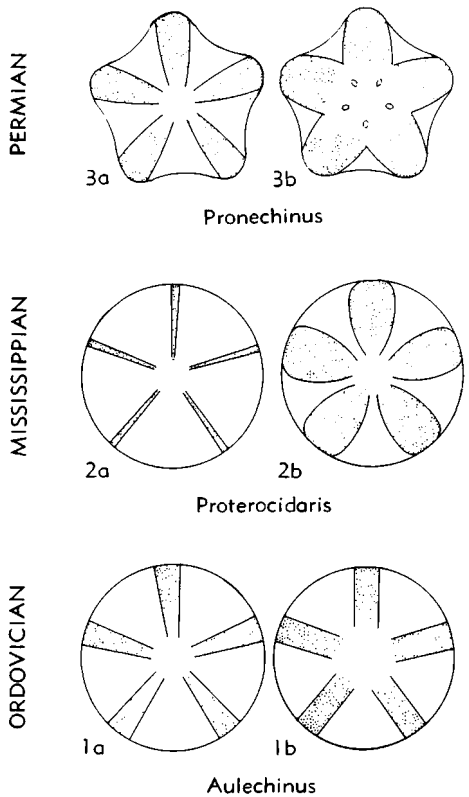 PERMIAN
3a
3b
Pronechinus
MISSISSIPPIAN
2a
2b
Proterocidaris
ORDOVICIAN
1a
1b
Aulechinus